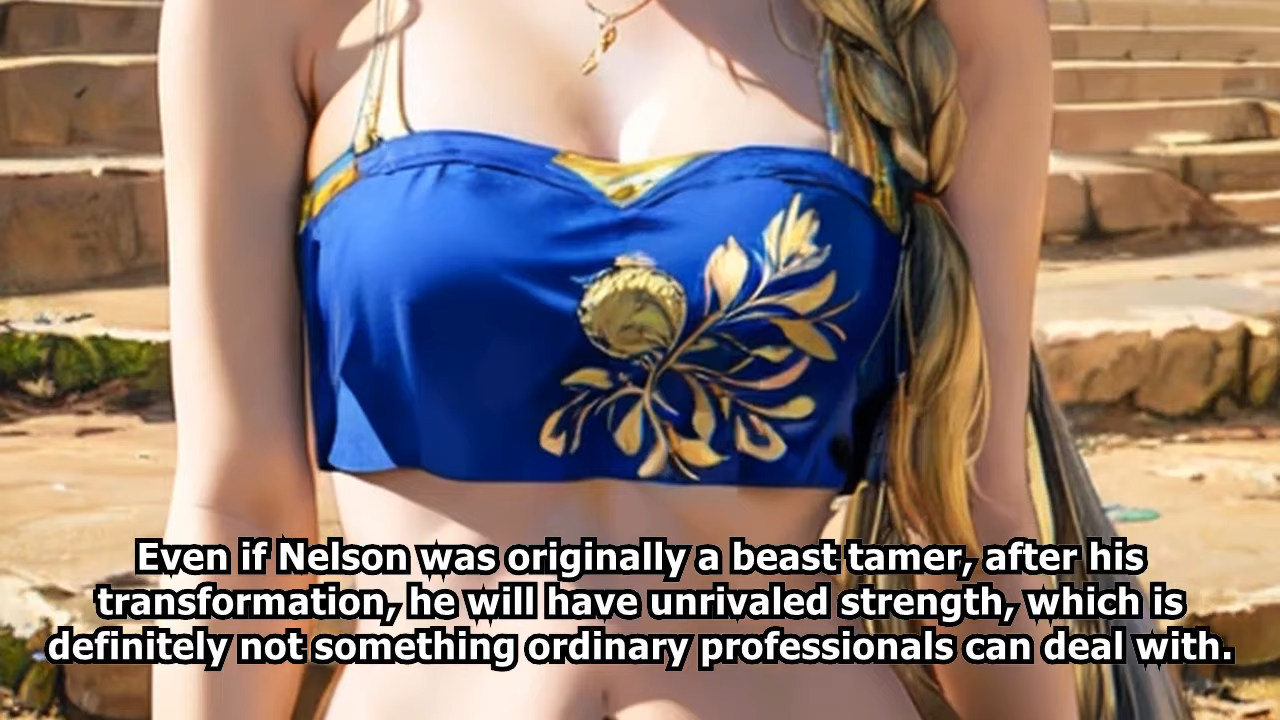 Even if Nelson was originally a beast tamer, after his
transformation, he will have unrivaled strength, which is
definitely not something ordinary professionals can deal with.